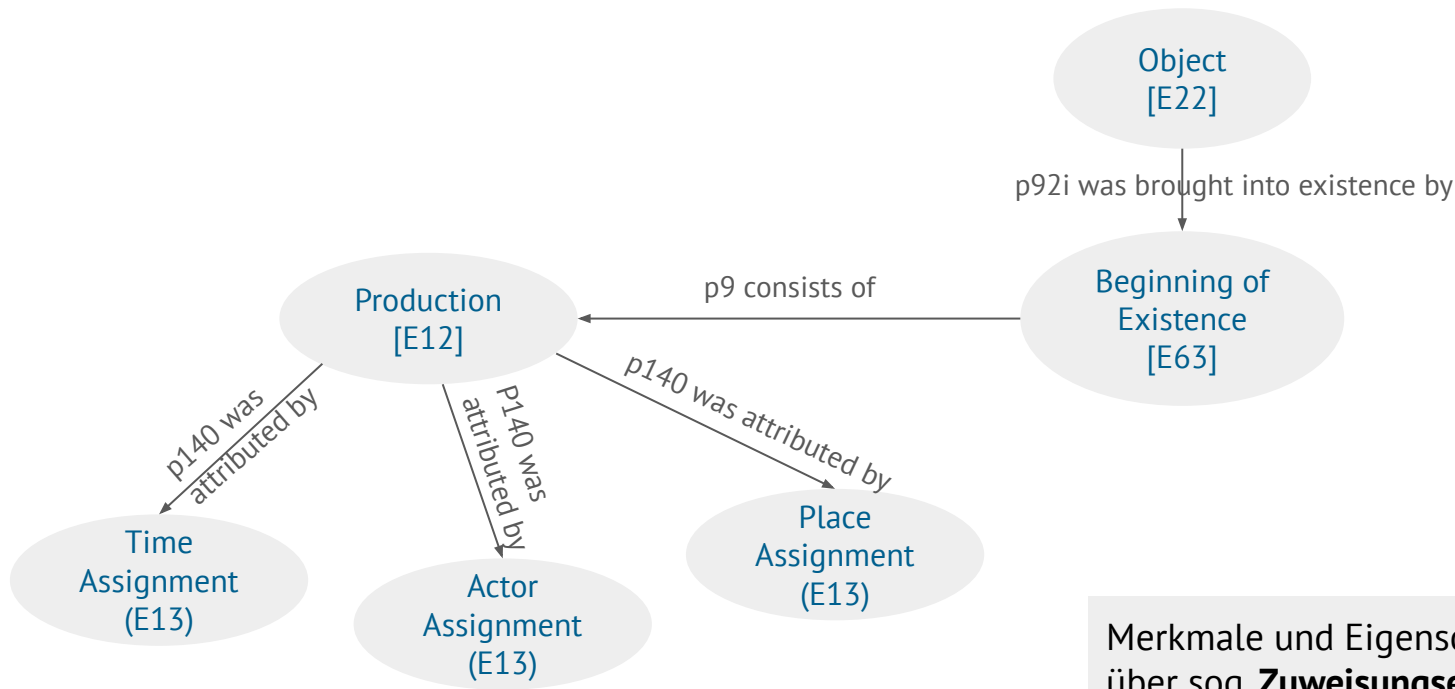 Object
[E22]
p92i was brought into existence by
Beginning of
Existence
[E63]
p9 consists of
Production
[E12]
p140 was
attributed by
P140 was
attributed by
p140 was attributed by
Time
Assignment
(E13)
Actor
Assignment
(E13)
Place
Assignment
(E13)
Merkmale und
über sog.